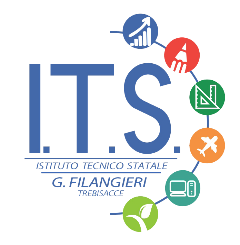 I.T.S.
ISTITUTO TECNICO STATALE
G. FILANGIERI
TREBISACCE